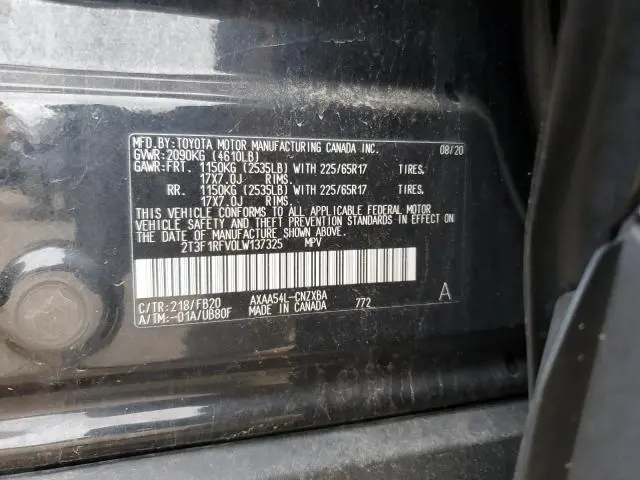 MFD.BY:TOYOTA MOTOR MANUFACTURING CANADA INC. 08/20
GVWR:2090KG (4610LB)
GAWR:FRT. 1150KG (2535LB) WITH 225/65R17 TIRES,
17X7.0J RIMS.
RR. 1150KG (2535LB) WITH 225/65R17 TIRES,
17X7.0J RIMS.
THIS VEHICLE CONFORMS TO ALL APPLICABLE FEDERAL MOTOR
VEHICLE SAFETY AND THEFT PREVENTION STANDARDS IN EFFECT ON
THE DATE OF MANUFACTURE SHOWN ABOVE.
2T3F1RFV0LW137325 MPV
C/TR:218/FB20 AXAA54L-CNZXBA A
A/TM:-01A/UB80F MADE IN CANADA 772